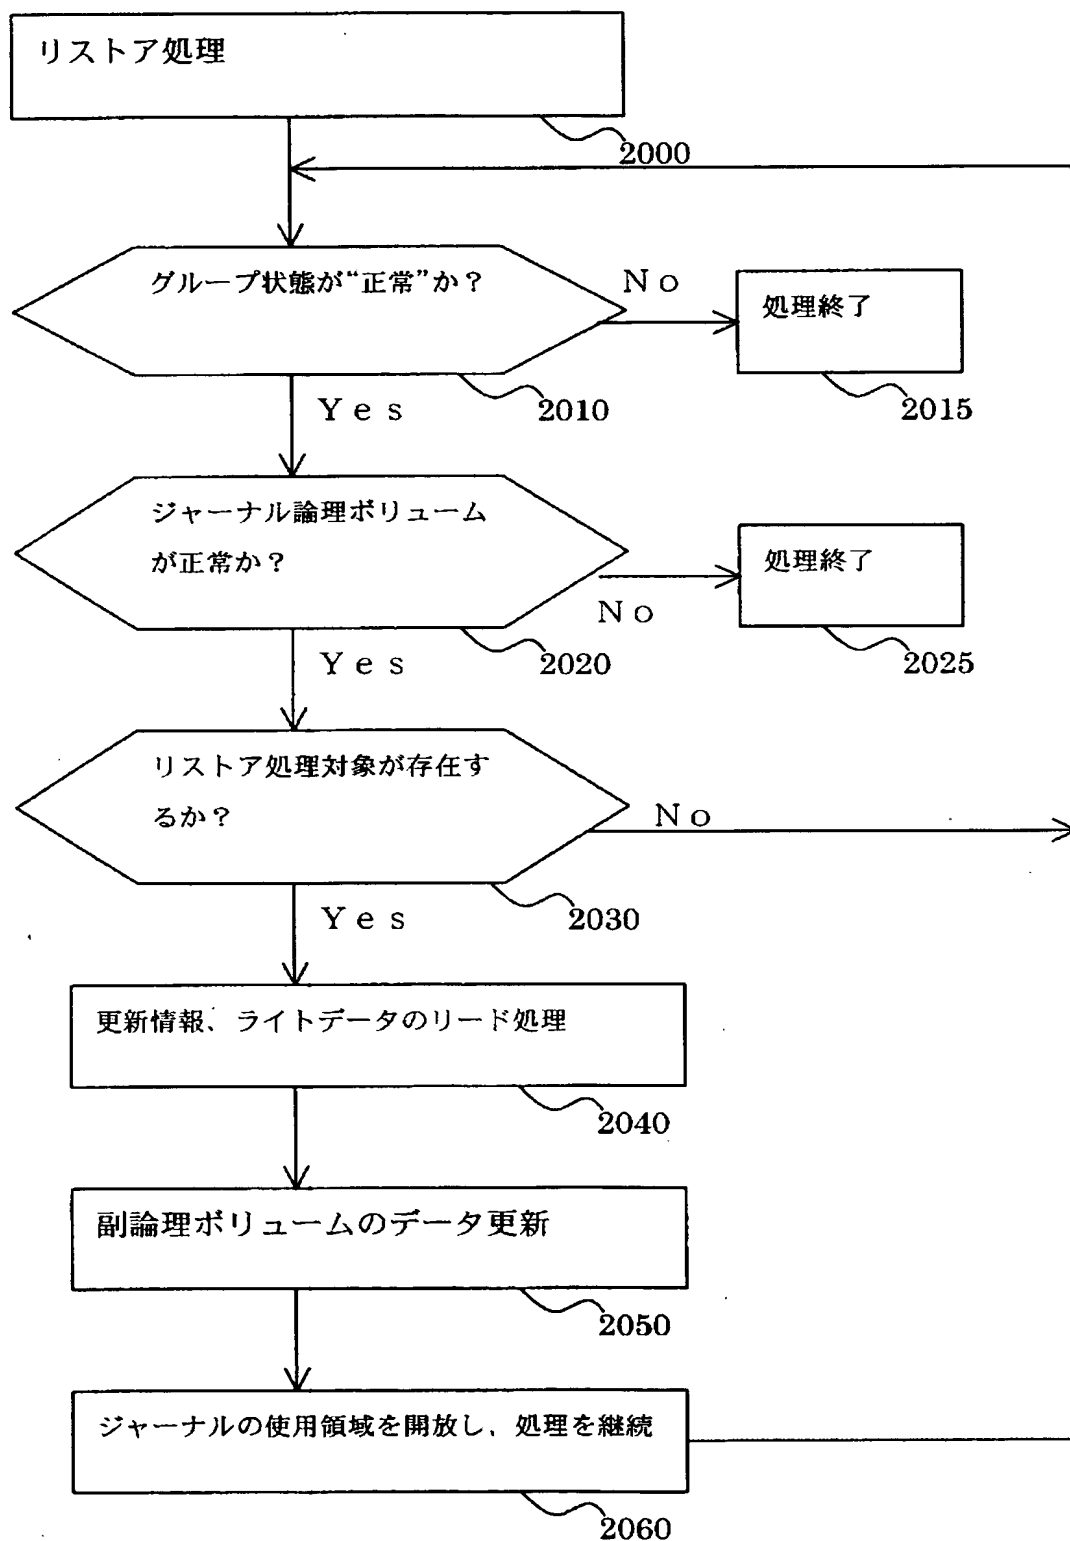 リストア処理
2000
グループ状態が“正常”か？
No
処理終了
2015
2010
Yes
ジャーナル論理ボリューム
が正常か？
No
処理終了
2025
2020
Yes
リストア処理対象が存在す
るか？
No
2030
Yes
更新情報、ライトデータのリード処理
2040
副論理ボリュームのデータ更新
2050
ジャーナルの使用領域を開放し、処理を継続
2060